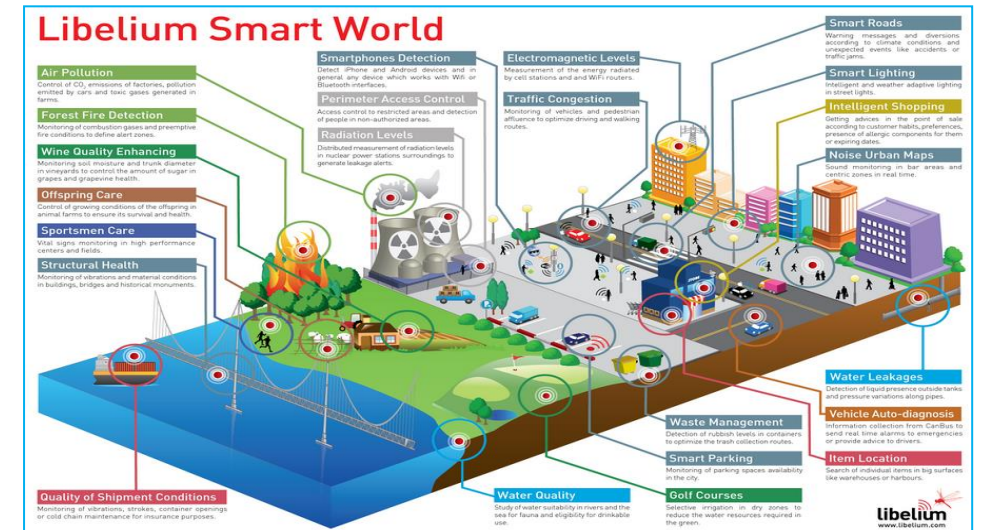 Libelium Smart World
Air Pollution
Control of CO₂ emissions of factories, pollution
emitted by cars and toxic gases generated in
farms.
Forest Fire Detection
Monitoring of combustion gases and preemptive
fire conditions to define alert zones.
Wine Quality Enhancing
Monitoring soil moisture and trunk diameter
in vineyards to control the amount of sugar in
grapes and grapevine health.
Offspring Care
Control of growing conditions of the offspring in
animal farms to ensure its survival and health.
Sportsmen Care
Vital signs monitoring in high performance
centers and fields.
Structural Health
Monitoring of vibrations and material conditions
in buildings, bridges and historical monuments.
Quality of Shipment Conditions
Monitoring of vibrations, strokes, container openings
or cold chain maintenance for insurance purposes.
Smartphones Detection
Detect iPhone and Android devices and in
general any device which works with Wifi or
Bluetooth interfaces.
Perimeter Access Control
Access control to restricted areas and detection
of people in non-authorized areas.
Radiation Levels
Distributed measurement of radiation levels
in nuclear power stations surroundings to
generate leakage alerts.
Electromagnetic Levels
Measurement of the energy radiated
by cell stations and and WiFi routers.
Traffic Congestion
Monitoring of vehicles and pedestrian
affluence to optimize driving and walking
routes.
Smart Roads
Warning messages and diversions
according to climate conditions and
unexpected events like accidents or
traffic jams.
Smart Lighting
Intelligent and weather adaptive lighting
in street lights.
Intelligent Shopping
Getting advices in the point of sale
according to customer habits, preferences,
presence of allergic components for them
or expiring dates.
Noise Urban Maps
Sound monitoring in bar areas and
centric zones in real time.
Water Leakages
Detection of liquid presence outside tanks
and pressure variations along pipes.
Vehicle Auto-diagnosis
Information collection from CanBus to
send real time alarms to emergencies
or provide advice to drivers.
Item Location
Search of individual items in big surfaces
like warehouses or harbours.
Waste Management
Detection of rubbish levels in containers
to optimize the trash collection routes.
Smart Parking
Monitoring of parking spaces availability
in the city.
Golf Courses
Selective irrigation in dry zones to
reduce the water resources required in
the green.
Water Quality
Study of water suitability in rivers and the
sea for fauna and eligibility for drinkable
use.
libelium
www.libelium.com